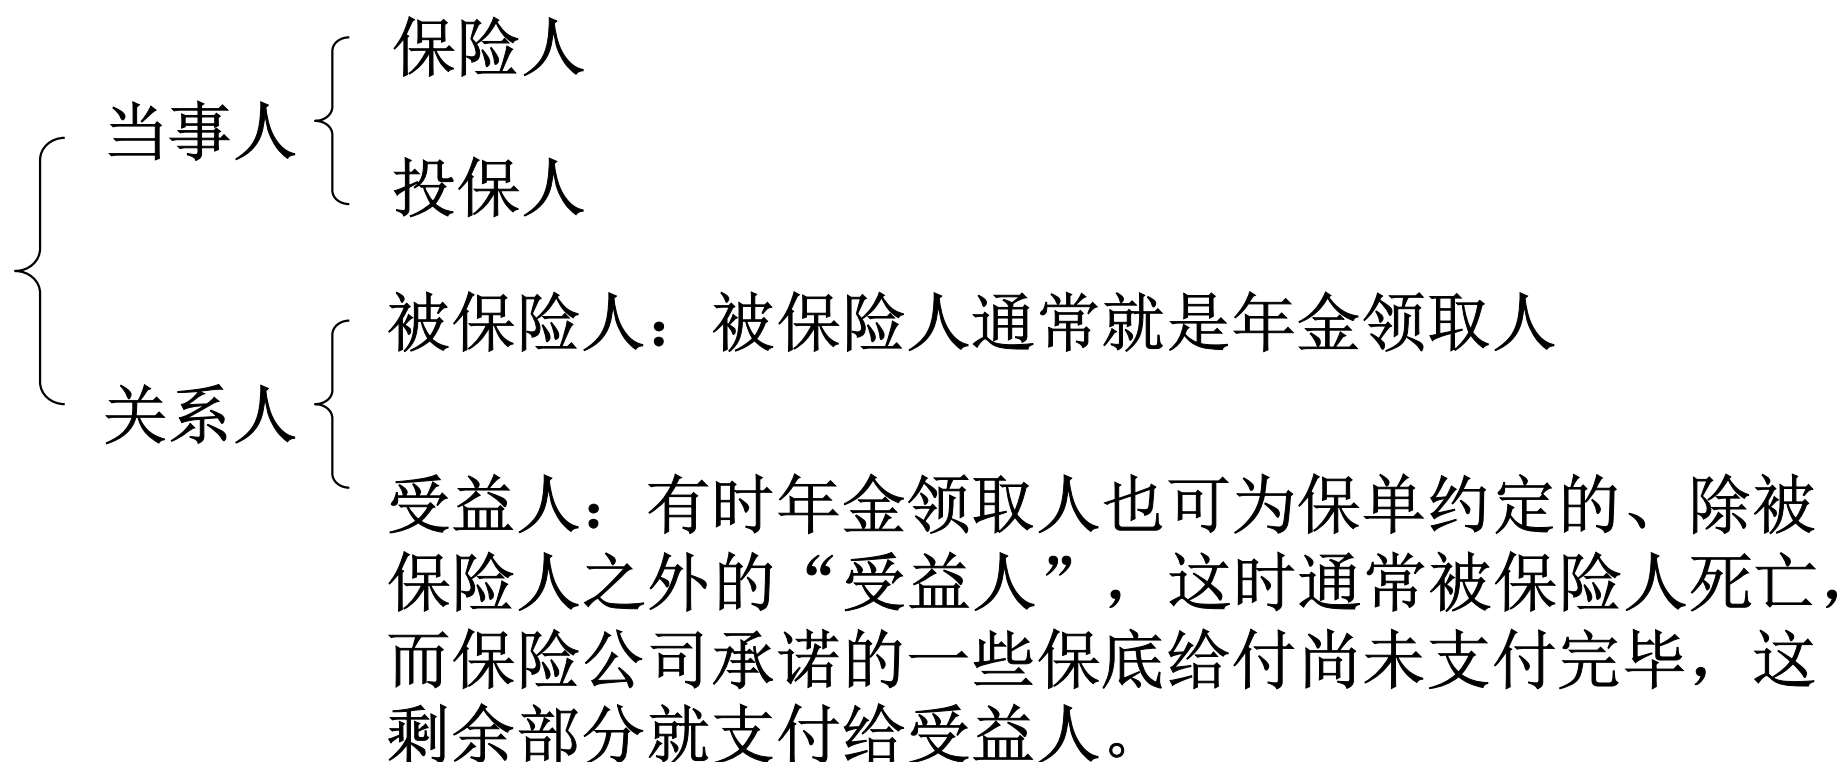 保险人
当事人
投保人
被保险人：被保险人通常就是年金领取人
关系人
受益人：有时年金领取人也可为保单约定的、除被
保险人之外的“受益人”，这时通常被保险人死亡，
而保险公司承诺的一些保底给付尚未支付完毕，这
剩余部分就支付给受益人。